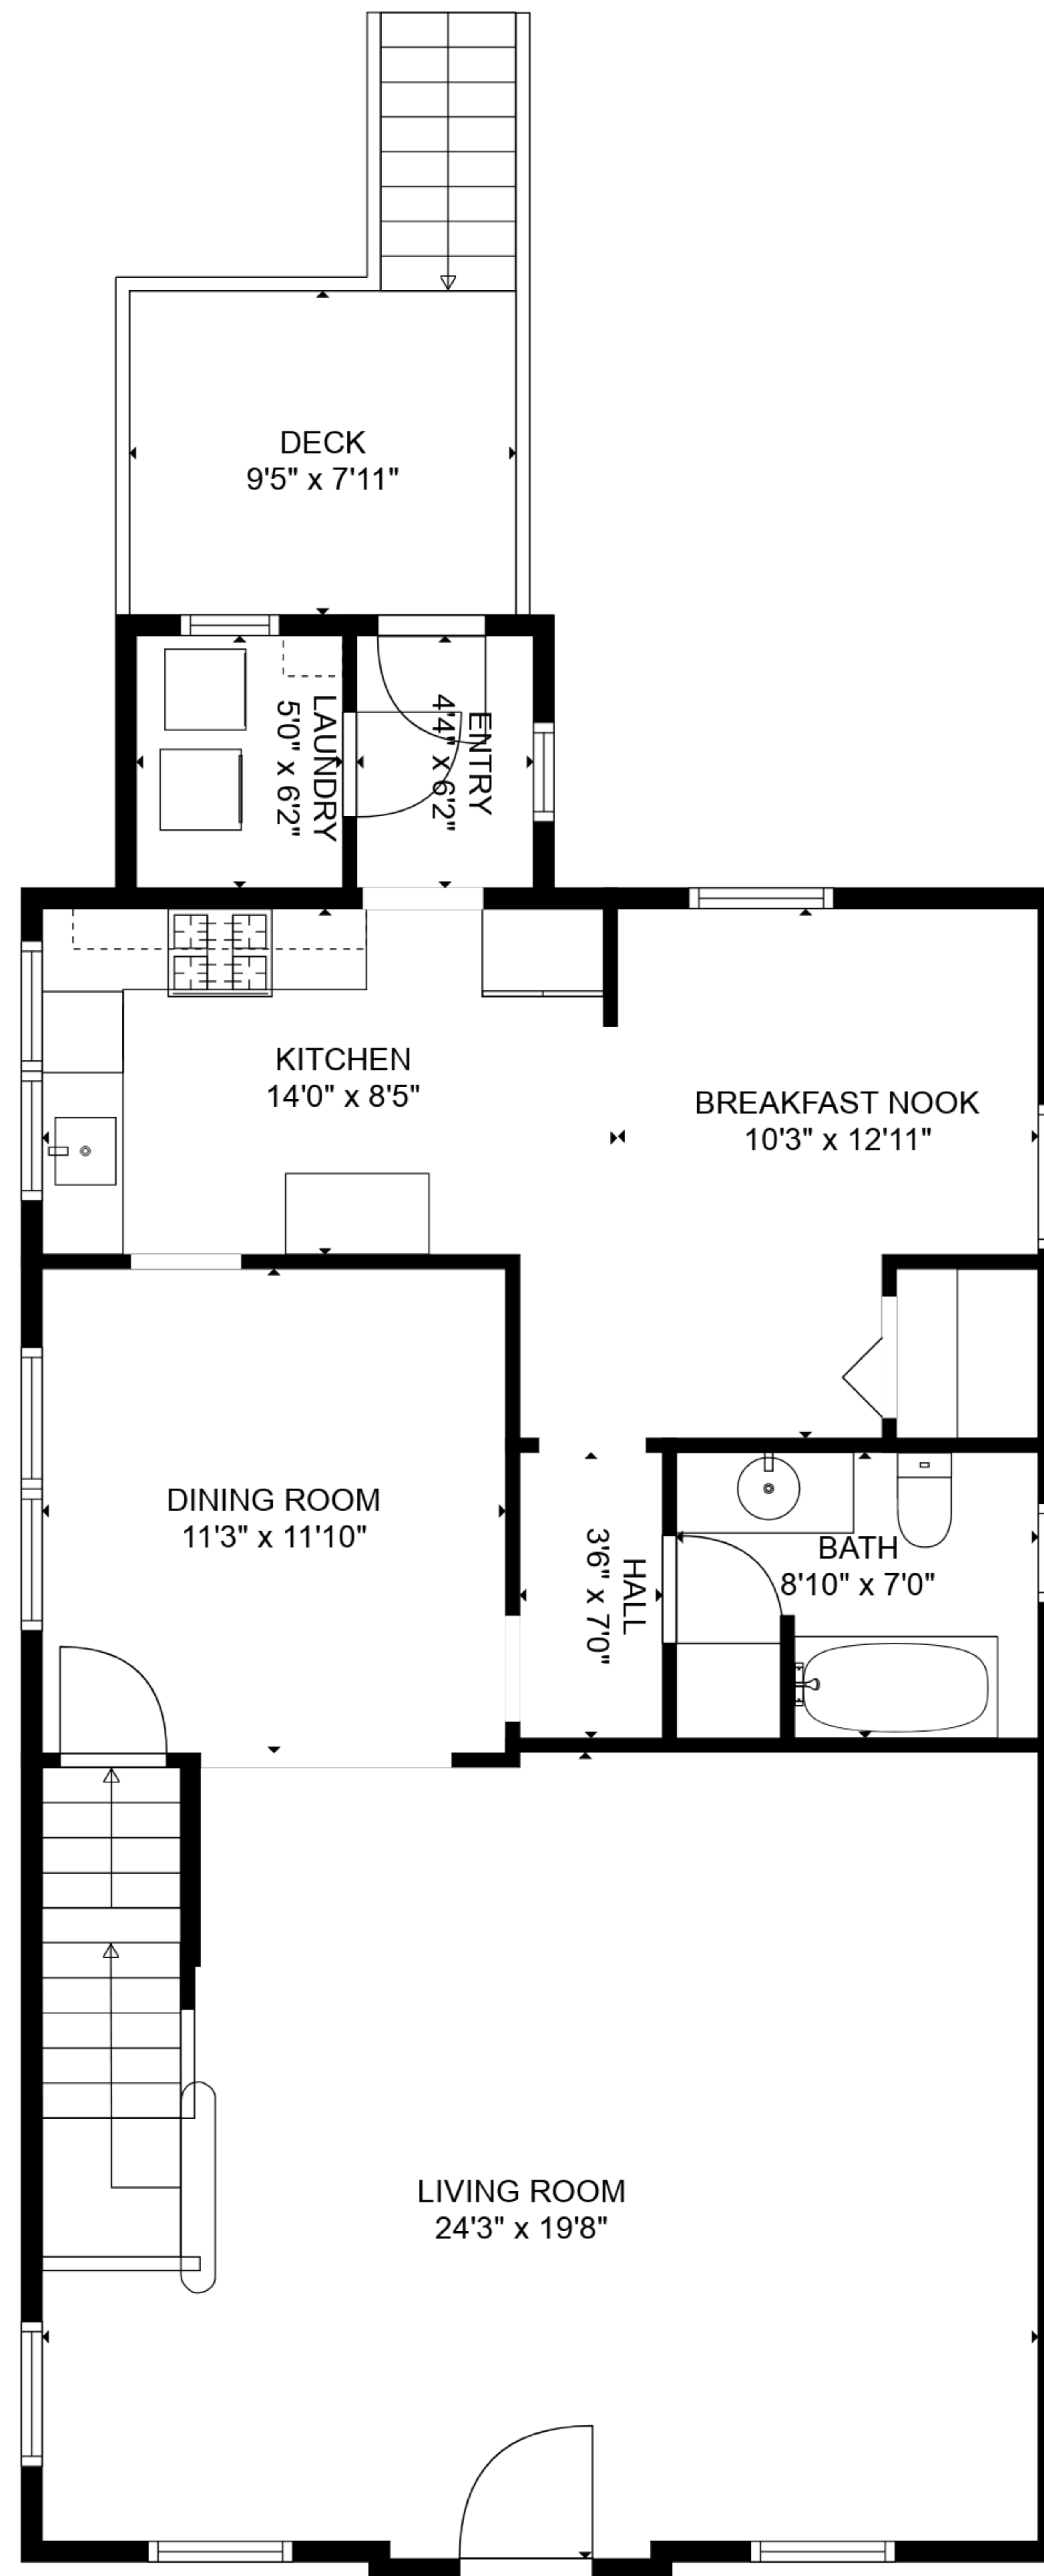 DECK
9'5" x 7'11"
LAUNDRY
5'0" x 6'2"
ENTRY
4'4" x 6'2"
KITCHEN
14'0" x 8'5"
BREAKFAST NOOK
10'3" x 12'11"
DINING ROOM
11'3" x 11'10"
HALL
3'6" x 7'0"
BATH
8'10" x 7'0"
LIVING ROOM
24'3" x 19'8"